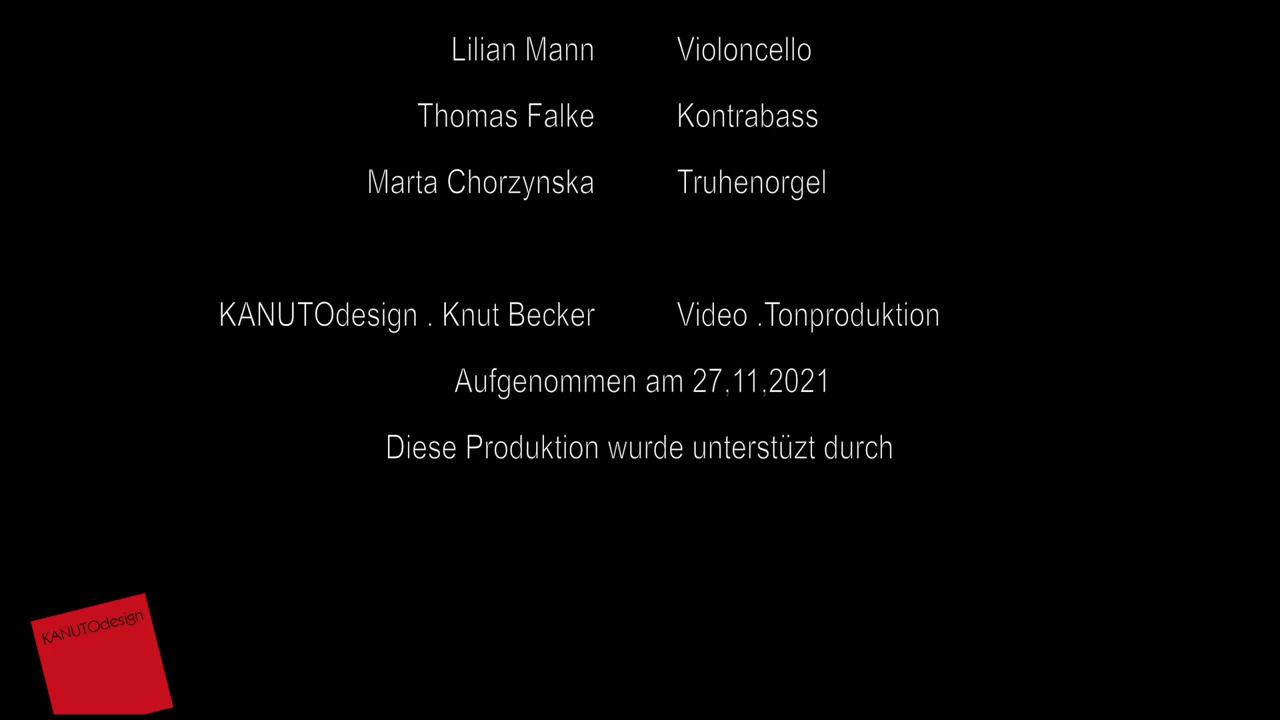 Lilian Mann Violoncello
Thomas Falke Kontrabass
Marta Chorzynska Truhenorgel
KANUTOdesign . Knut Becker Video .Tonproduktion
Aufgenommen am 27,11,2021
Diese Produktion wurde unterstüzt durch
KANUTOdesign